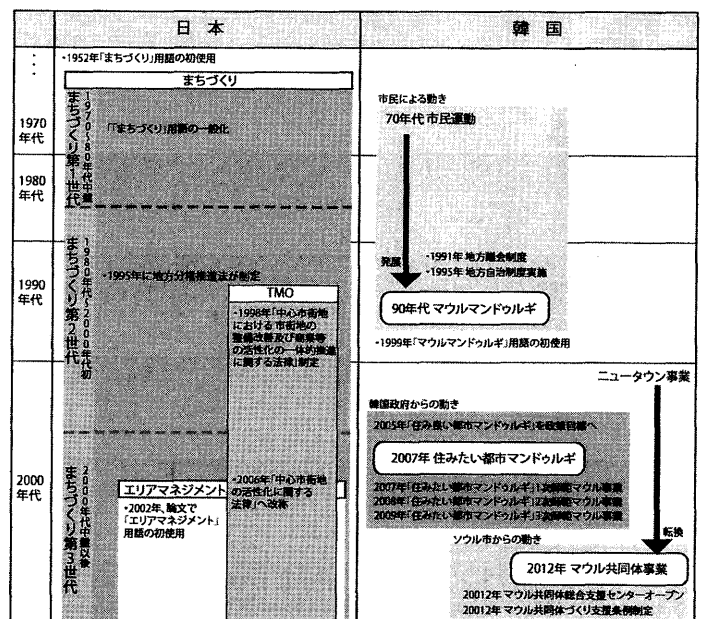 日 本
韓 国
・1952年「まちづくり」用語の初使用
まちづくり
1970
年代
1980
年代
1990
年代
2000
年代
まちづくり第1世代
1970~80年代中盤
「「まちづくり」用語の一般化
まちづくり第2世代
1980年代~2000年代初
・1995年に地方分権推進法が制定
TMO
・1998年「中心市街地
における 市街地の
整備改善及び商業等
の活性化の一体的推進
に関する法律」制定
まちづくり第3世代
2000年代中盤以後
エリアマネジメント
・2002年、論文で
「エリアマネジメント」
用語の初使用
・2006年「中心市街地
の活性化に関する
法律」へ改称
市民による動き
70年代 市民運動
発展
・1991年 地方議会制度
・1995年 地方自治制度実施
90年代 マウルマンドゥルギ
・1999年「マウルマンドゥルギ」用語の初使用
ニュータウン事業
韓国政府からの動き
2005年「住み良い都市マンドゥルギ」を政策目標へ
2007年 住みたい都市マンドゥルギ
2007年「住みたい都市マンドゥルギ」1次師範マウル事業
2008年「住みたい都市マンドゥルギ」2次師範マウル事業
2009年「住みたい都市マンドゥルギ」3次師範マウル事業
転換
ソウル市からの動き
2012年 マウル共同体事業
20012年 マウル共同体総合支援センターオープン
20012年 マウル共同体づくり支援条例制定